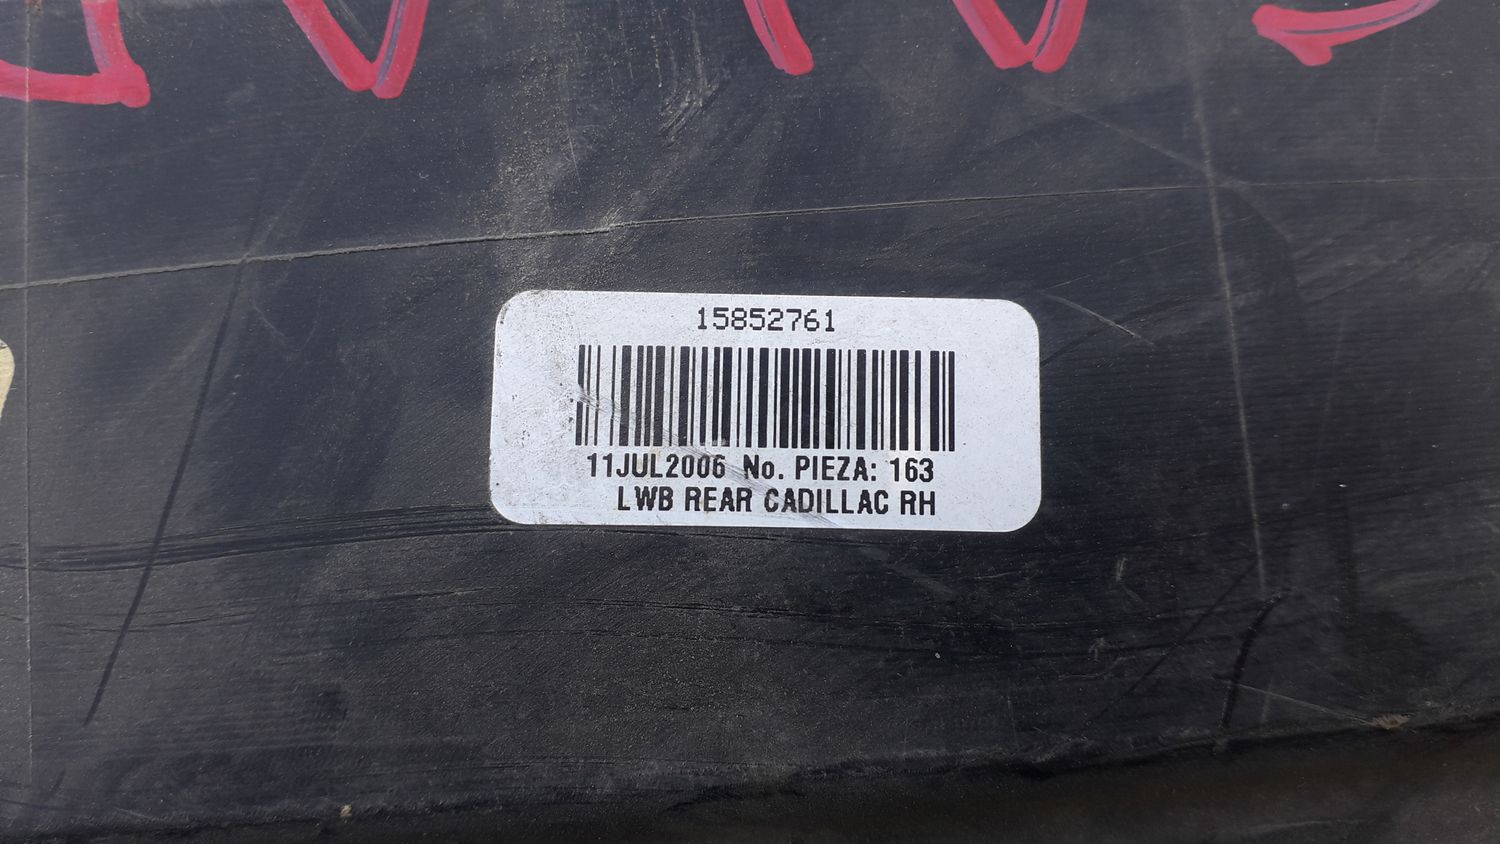 15852761
11JUL2006 No. PIEZA: 163
LWB REAR CADILLAC RH